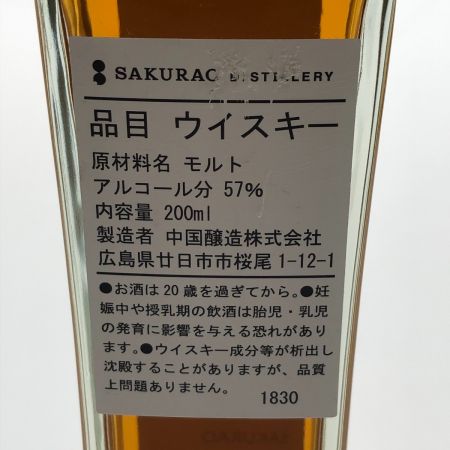 SAKURAO DISTILLERY
品目 ウイスキー
原材料名 モルト
アルコール分 57%
内容量 200ml
製造者 中国醸造株式会社
広島県廿日市市桜尾 1-12-1
●お酒は20歳を過ぎてから。●妊
娠中や授乳期の飲酒は胎児・乳児
の発育に影響を与える恐れがあり
ます。●ウイスキー成分等が析出し
沈殿することがありますが、品質
上問題ありません。
1830